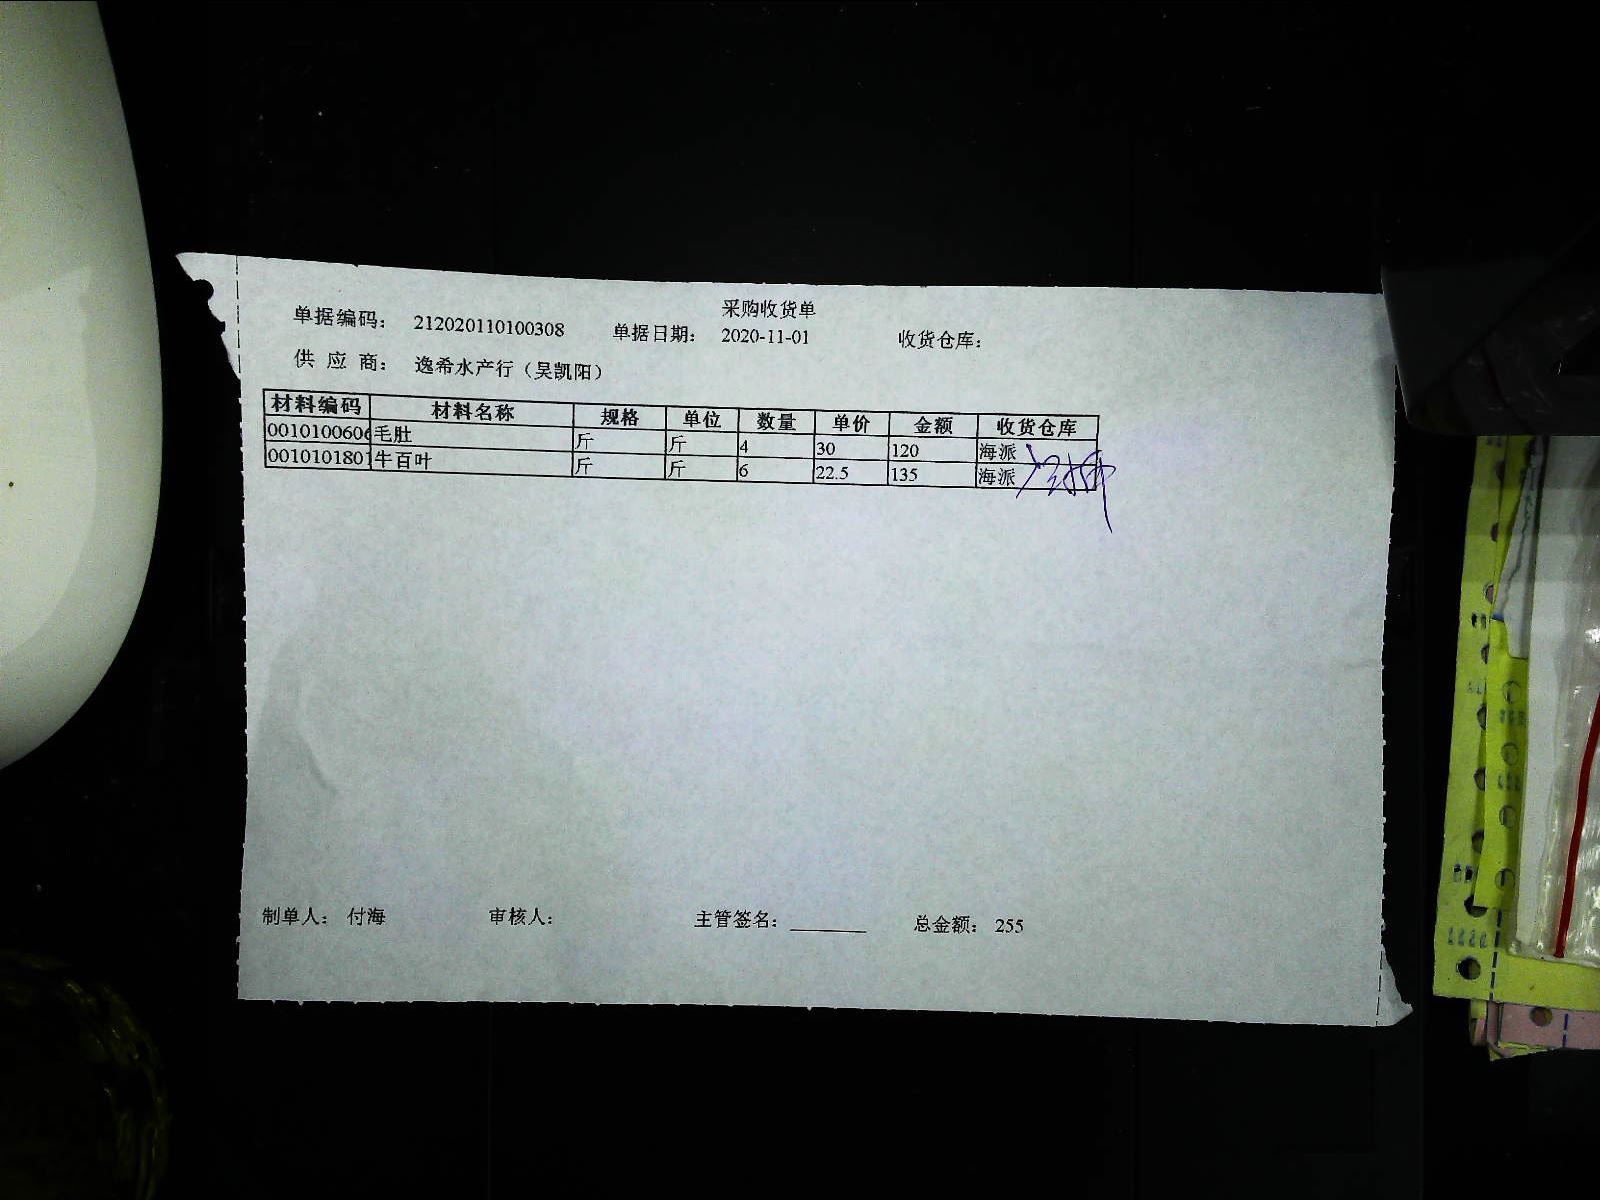 采购收货单
单据编码: 212020110100308 单据日期: 2020-11-01 收货仓库:
供 应 商: 逸希水产行（吴凯阳）
材料编码 材料名称 规格 单位 数量 单价 金额 收货仓库
0010100606 毛肚 斤 斤 4 30 120 海派
0010101801 牛百叶 斤 斤 6 22.5 135 海派
制单人: 付海 审核人: 主管签名: ________ 总金额: 255